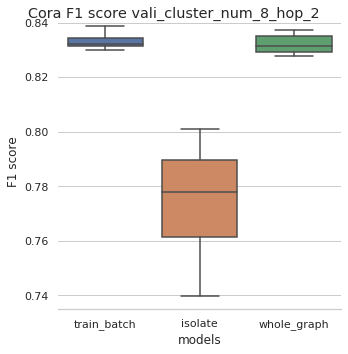 Cora F1 score vali_cluster_num_8_hop_2
0.84
0.82
0.80
0.78
0.76
0.74
F1 score
train_batch
isolate
whole_graph
models